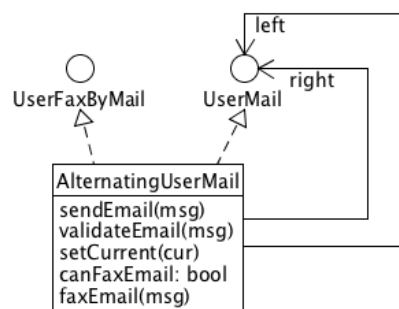 left
right
UserFaxByMail
UserMail
AlternatingUserMail
sendEmail(msg)
validateEmail(msg)
setCurrent(cur)
canFaxEmail: bool
faxEmail(msg)